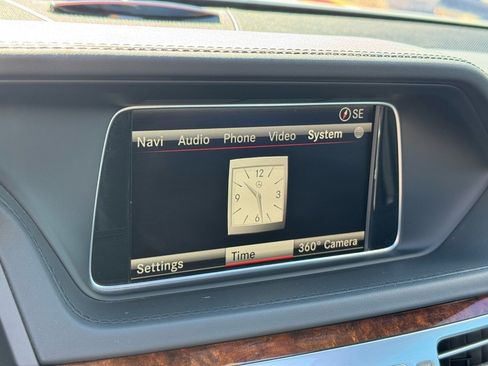 SE
Navi Audio Phone Video System
12
9 3
6
Settings Time 360° Camera